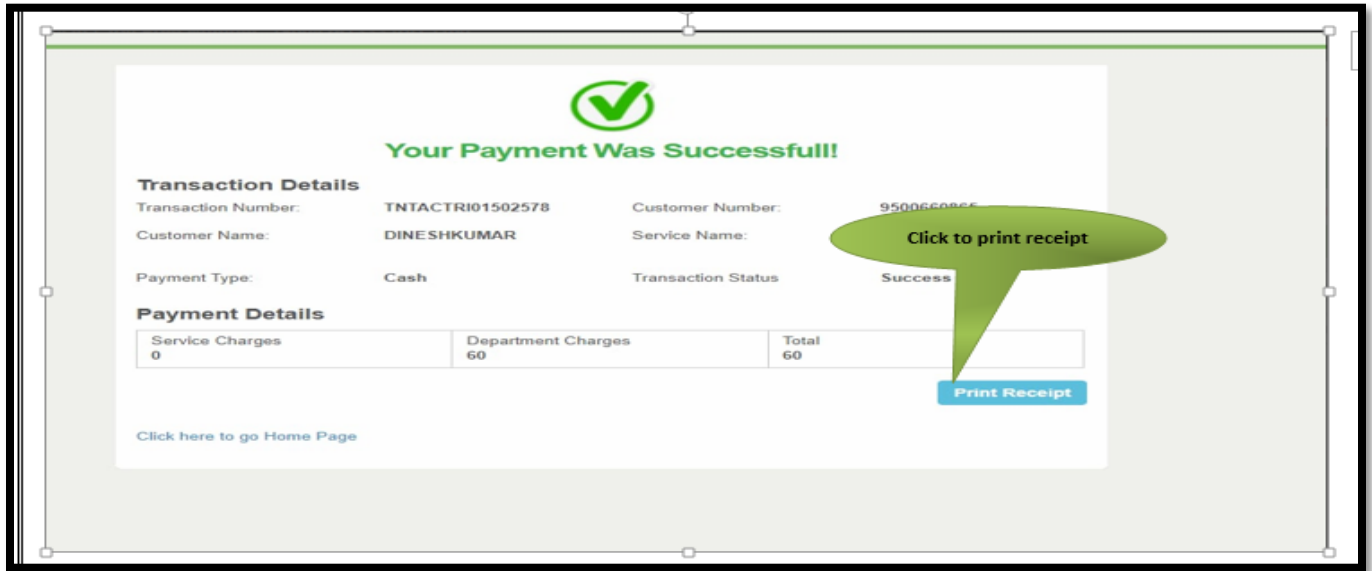 Your Payment Was Successfull!
Transaction Details
Transaction Number: TNTACTRI01502578 Customer Number:
Customer Name: DINESHKUMAR Service Name:
Click to print receipt
Payment Type: Cash Transaction Status Success
Payment Details
Service Charges Department Charges Total
0 60 60
Print Receipt
Click here to go Home Page